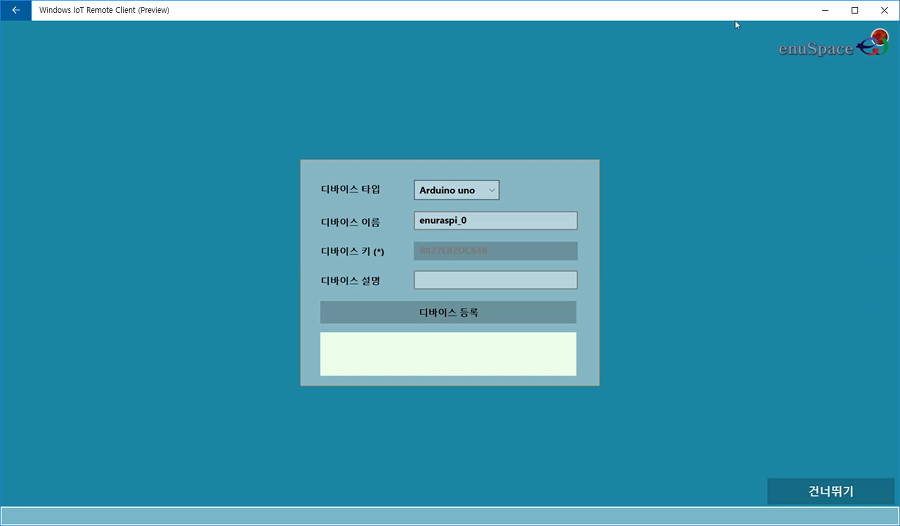 Windows IoT Remote Client (Preview)
enuSpace
디바이스 타입 Arduino uno
디바이스 이름 enuraspi_0
디바이스 키 (*)
디바이스 설명
디바이스 등록
건너뛰기